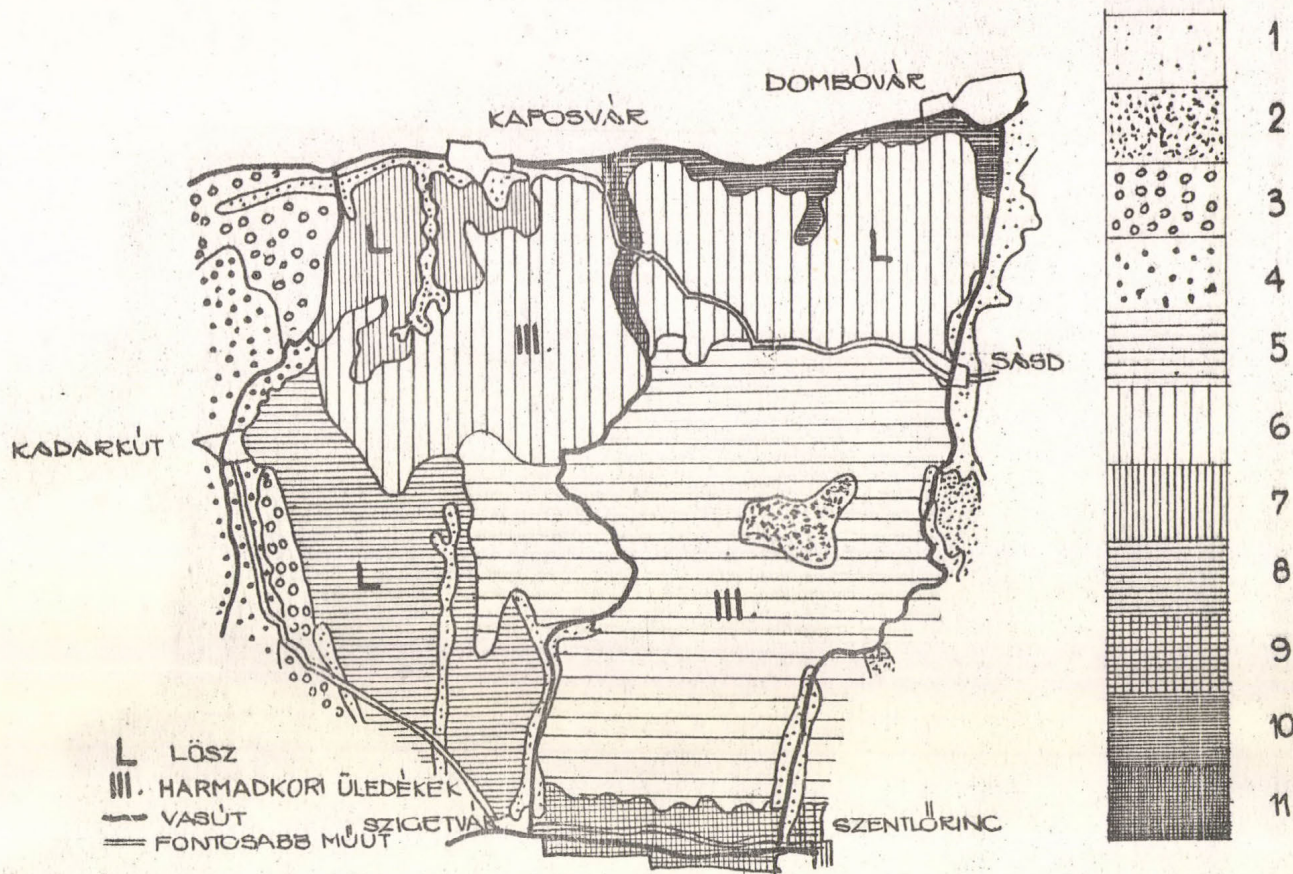 DOMBÓVÁR
KAPOSVÁR
1
2
3
4
5
6
7
8
9
10
11
L
L
III
SÁSD
KADARKÚT
L
III.
L LÖSZ
III. HARMADKORI ÜLEDÉKEK
VASÚT
FONTOSABB MŰÚT
SZIGETVÁR
SZENTLŐRINC